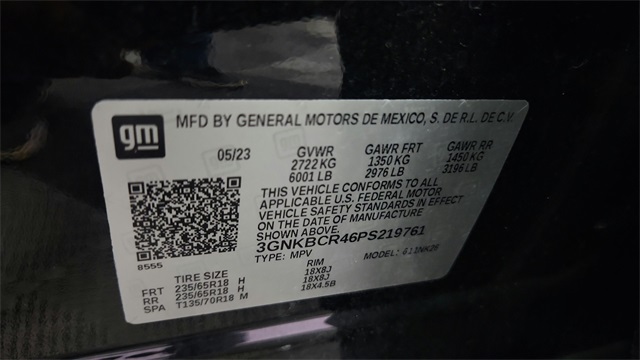 gm
MFD BY GENERAL MOTORS DE MEXICO, S. DE R.L. DE C.V.
05/23 GVWR GAWR FRT GAWR RR
2722 KG 1350 KG 1450 KG
6001 LB 2976 LB 3196 LB
THIS VEHICLE CONFORMS TO ALL
APPLICABLE U.S. FEDERAL MOTOR
VEHICLE SAFETY STANDARDS IN EFFECT
ON THE DATE OF MANUFACTURE
SHOWN ABOVE.
3GNKBCR46PS219761
8555
TYPE: MPV MODEL:
TIRE SIZE RIM
FRT 235/65R18 H 18X8J
RR 235/65R18 H 18X8J
SPA T135/70R18 M 18X4.5B